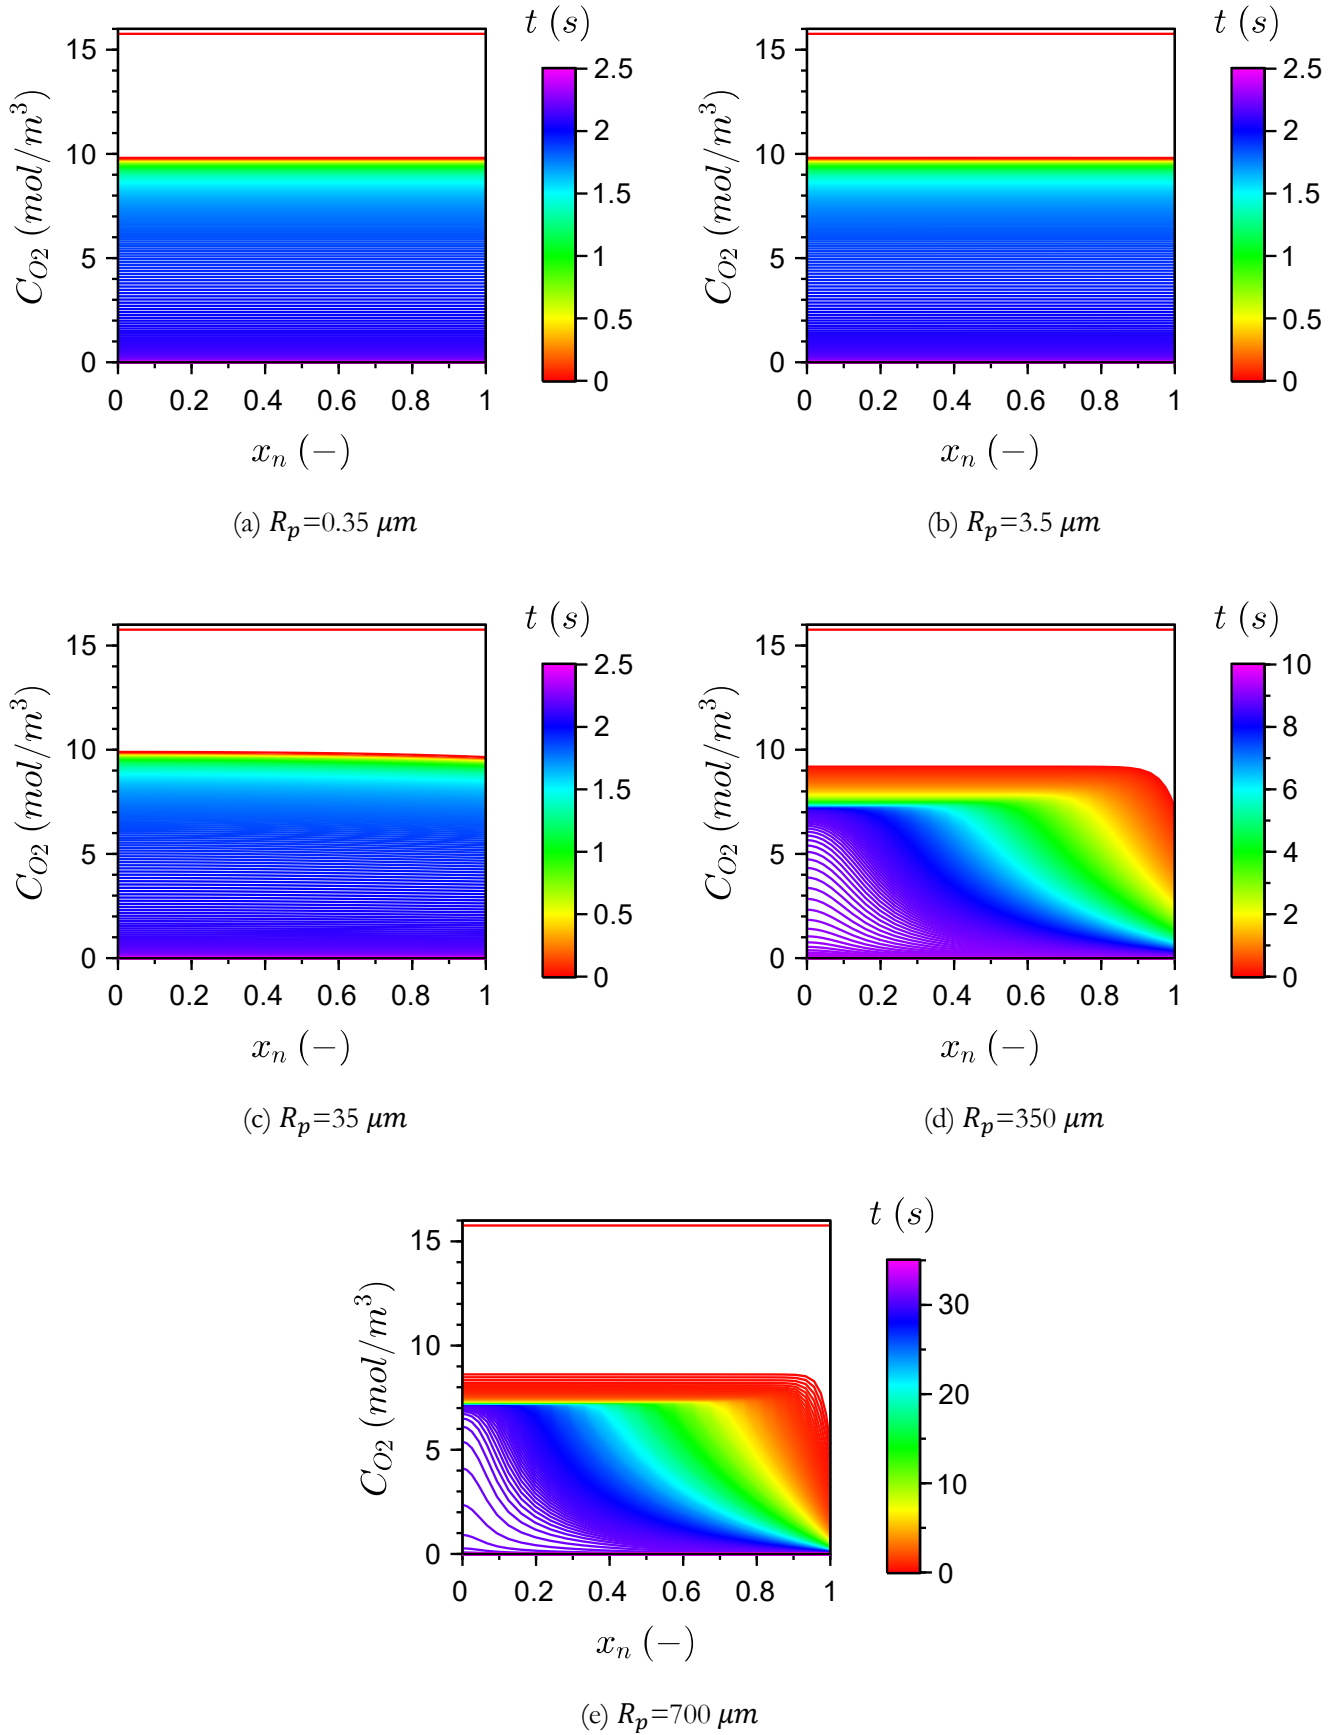 t (s)
t (s)
15
10
5
0
C_{O2} (mol/m^3)
0 0.2 0.4 0.6 0.8 1
x_n (−)
2.5
2
1.5
1
0.5
0
15
10
5
0
C_{O2} (mol/m^3)
0 0.2 0.4 0.6 0.8 1
x_n (−)
2.5
2
1.5
1
0.5
0
(a) R_p=0.35 μm
(b) R_p=3.5 μm
t (s)
t (s)
15
10
5
0
C_{O2} (mol/m^3)
0 0.2 0.4 0.6 0.8 1
x_n (−)
2.5
2
1.5
1
0.5
0
15
10
5
0
C_{O2} (mol/m^3)
0 0.2 0.4 0.6 0.8 1
x_n (−)
10
8
6
4
2
0
(c) R_p=35 μm
(d) R_p=350 μm
t (s)
15
10
5
0
C_{O2} (mol/m^3)
0 0.2 0.4 0.6 0.8 1
x_n (−)
30
20
10
0
(e) R_p=700 μm